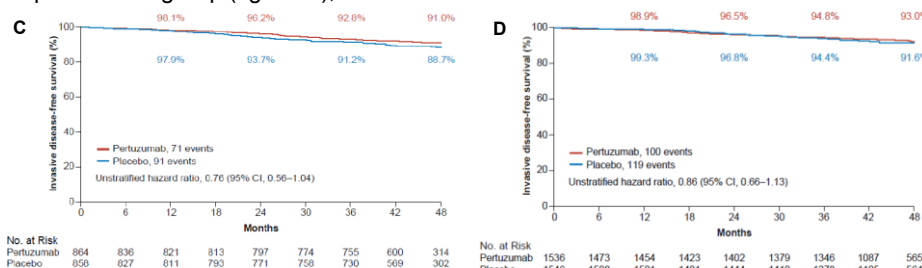 C
98.1% 96.2% 92.8% 91.0%
100
80
60
40
20
0
Invasive disease-free survival (%)
97.9% 93.7% 91.2% 88.7%
Pertuzumab, 71 events
Placebo, 91 events
Unstratified hazard ratio, 0.76 (95% CI, 0.56–1.04)
0 6 12 18 24 30 36 42 48
Months
No. at Risk
Pertuzumab 864 836 821 813 797 774 755 600 314
Placebo 858 827 811 793 771 758 730 569 302
D
98.9% 96.5% 94.8% 93.0
100
80
60
40
20
0
Invasive disease-free survival (%)
99.3% 96.8% 94.4% 91.6
Pertuzumab, 100 events
Placebo, 119 events
Unstratified hazard ratio, 0.86 (95% CI, 0.66–1.13)
0 6 12 18 24 30 36 42 48
Months
No. at Risk
Pertuzumab 1536 1473 1454 1423 1402 1379 1346 1087
Placebo